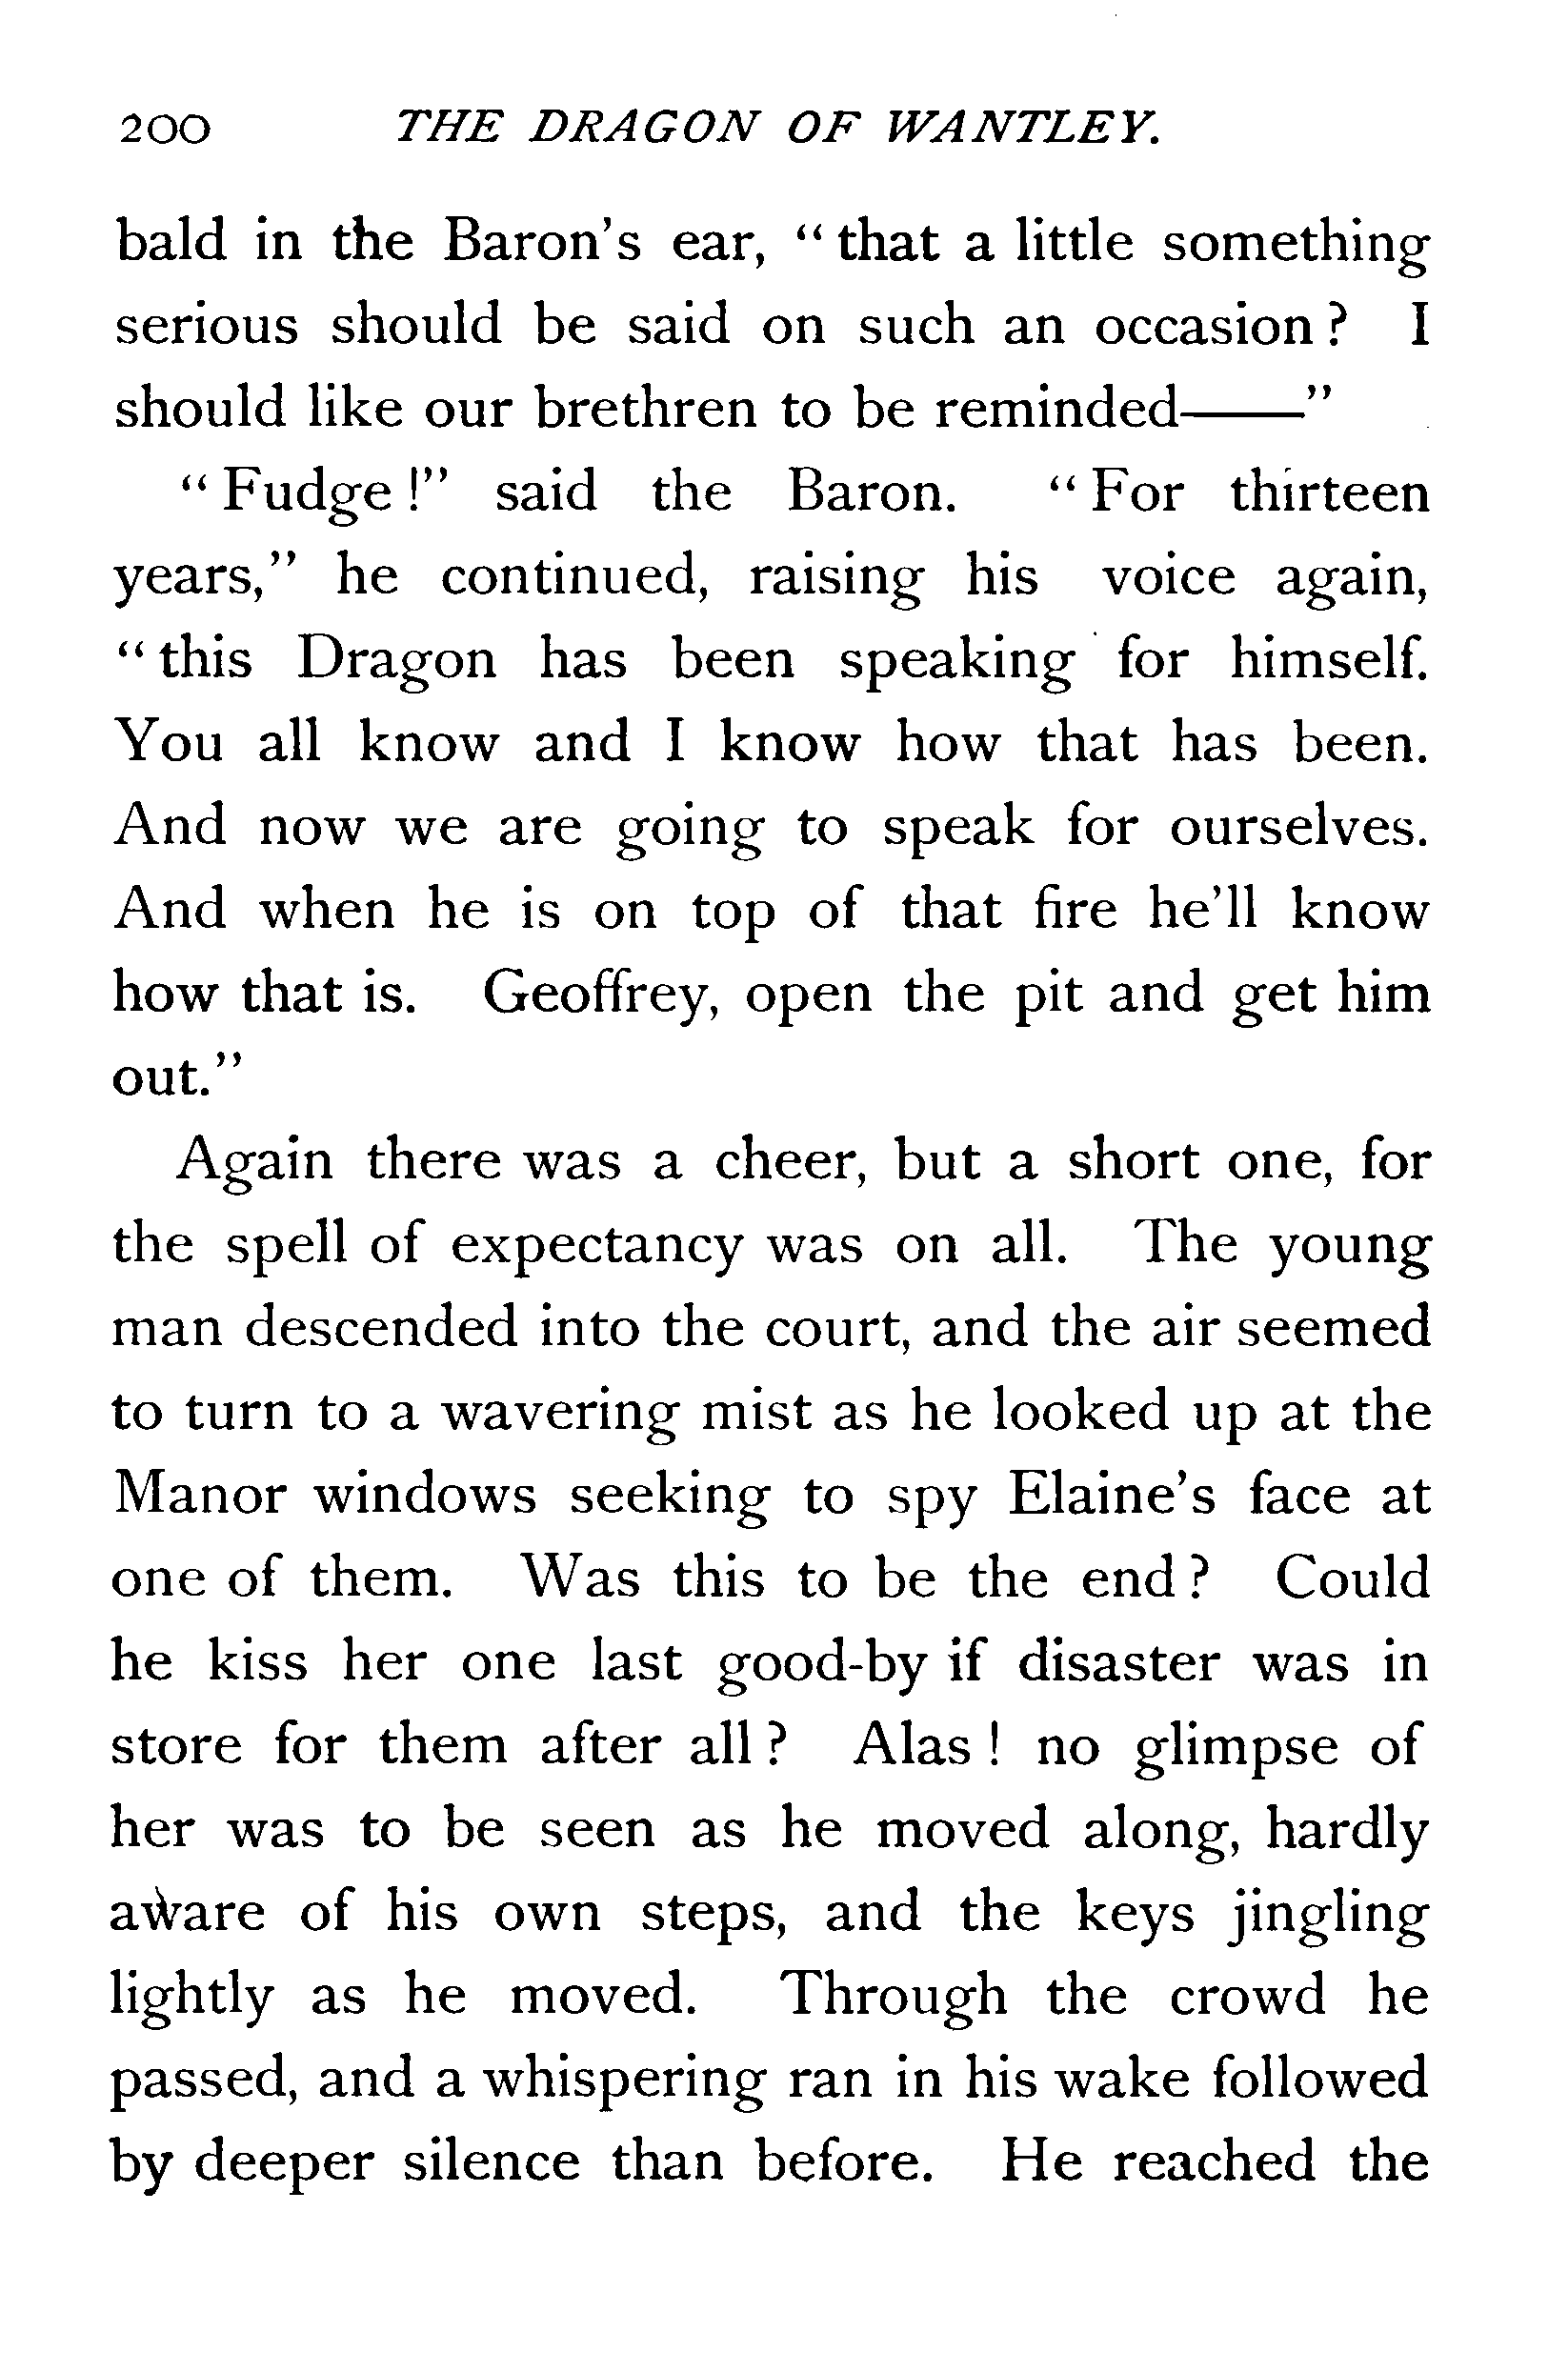 200 THE DRAGON OF WANTLEY.
bald in the Baron's ear, “that a little something
serious should be said on such an occasion? I
should like our brethren to be reminded——”
“Fudge!” said the Baron. “For thirteen
years,” he continued, raising his voice again,
“this Dragon has been speaking for himself.
You all know and I know how that has been.
And now we are going to speak for ourselves.
And when he is on top of that fire he'll know
how that is. Geoffrey, open the pit and get him
out.”
Again there was a cheer, but a short one, for
the spell of expectancy was on all. The young
man descended into the court, and the air seemed
to turn to a wavering mist as he looked up at the
Manor windows seeking to spy Elaine's face at
one of them. Was this to be the end? Could
he kiss her one last good-by if disaster was in
store for them after all? Alas! no glimpse of
her was to be seen as he moved along, hardly
aware of his own steps, and the keys jingling
lightly as he moved. Through the crowd he
passed, and a whispering ran in his wake followed
by deeper silence than before. He reached the